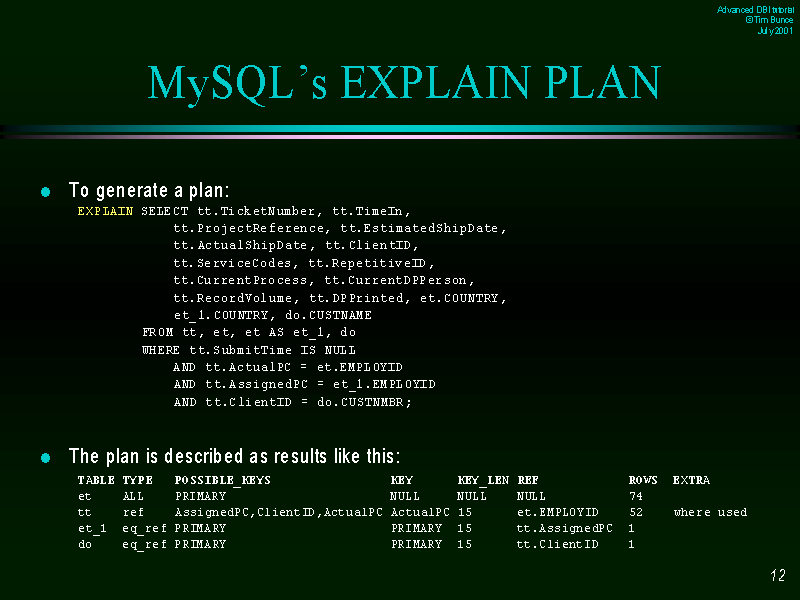 Advanced DBI tutorial
©Tim Bunce
July 2001
MySQL’s EXPLAIN PLAN
To generate a plan:
EXPLAIN SELECT tt.TicketNumber, tt.TimeIn,
tt.ProjectReference, tt.EstimatedShipDate,
tt.ActualShipDate, tt.ClientID,
tt.ServiceCodes, tt.RepetitiveID,
tt.CurrentProcess, tt.CurrentDPPerson,
tt.RecordVolume, tt.DPPrinted, et.COUNTRY,
et_1.COUNTRY, do.CUSTNAME
FROM tt, et, et AS et_1, do
WHERE tt.SubmitTime IS NULL
AND tt.ActualPC = et.EMPLOYID
AND tt.AssignedPC = et_1.EMPLOYID
AND tt.ClientID = do.CUSTNMBR;
The plan is described as results like this:
TABLE TYPE POSSIBLE_KEYS KEY KEY_LEN REF ROWS EXTRA
et ALL PRIMARY NULL NULL NULL 74
tt ref AssignedPC,ClientID,ActualPC ActualPC 15 et.EMPLOYID 52 where used
et_1 eq_ref PRIMARY PRIMARY 15 tt.AssignedPC 1
do eq_ref PRIMARY PRIMARY 15 tt.ClientID 1
12